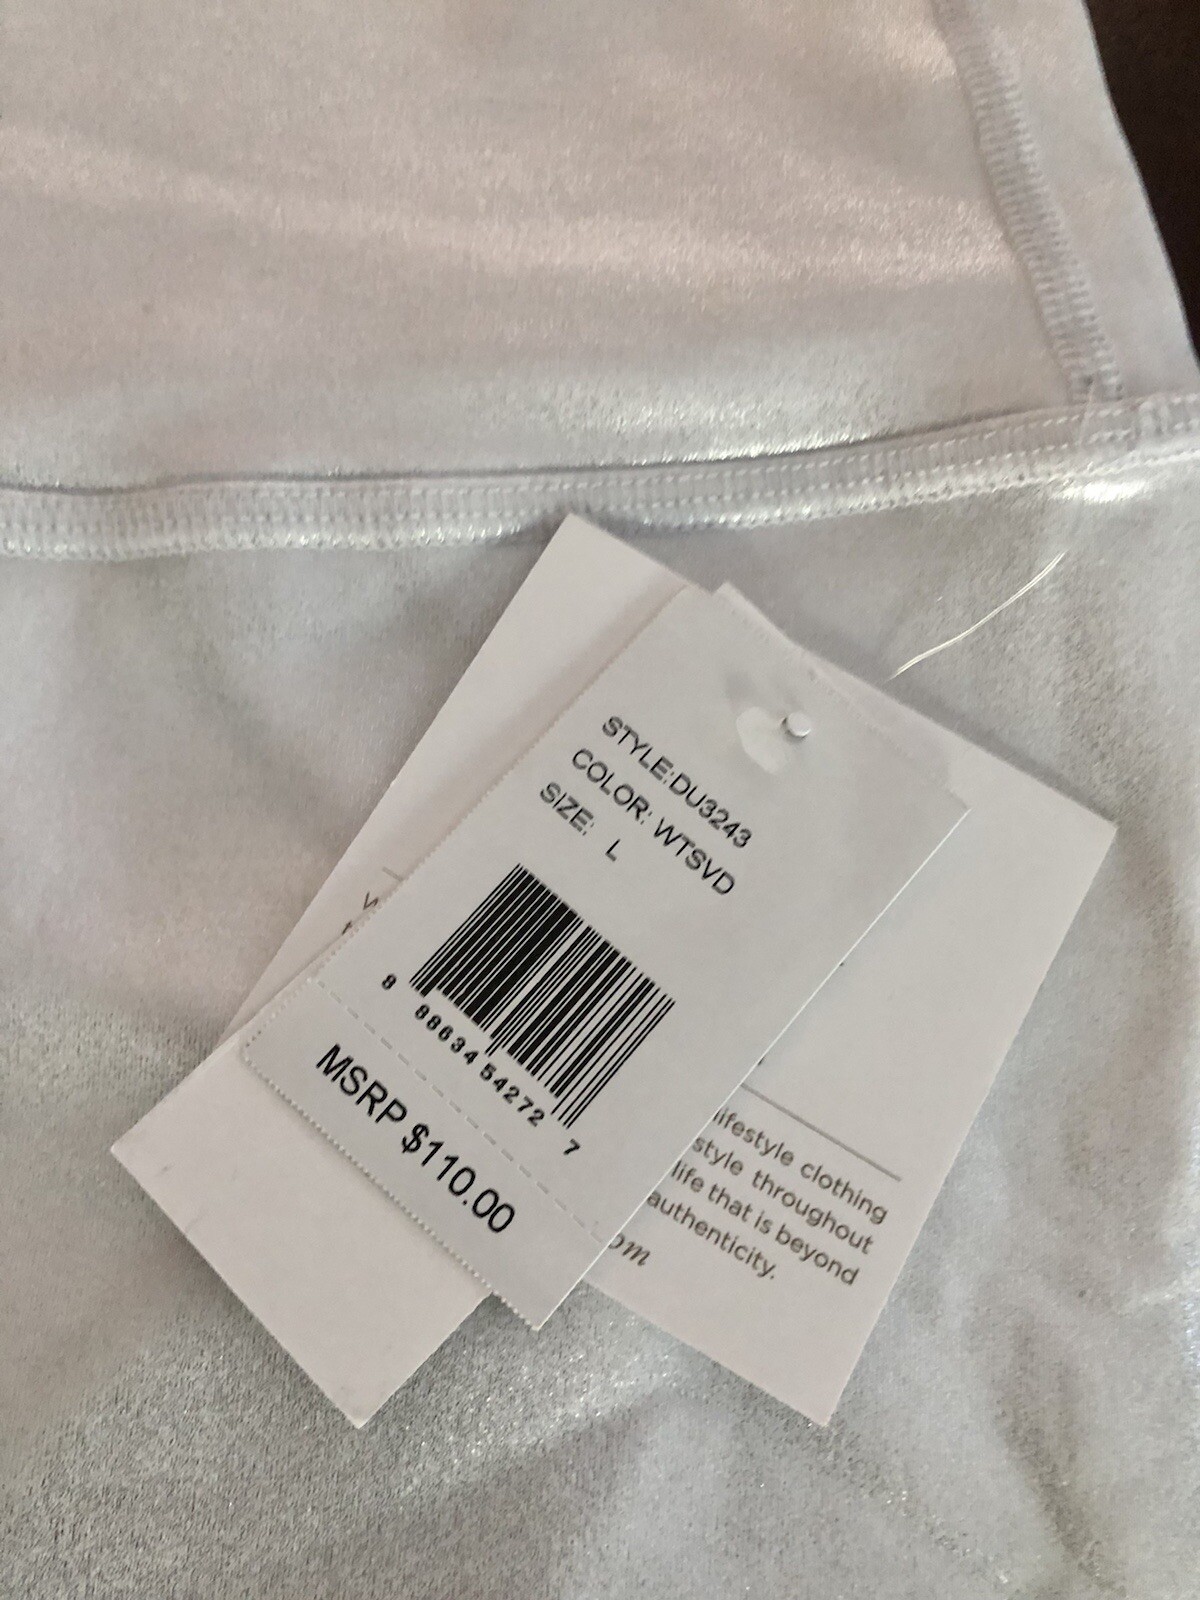 STYLE:DU3243
COLOR: WTSVD
SIZE: L
8 88634 54272 7
MSRP $110.00
lifestyle clothing
style throughout
life that is beyond
authenticity.
om